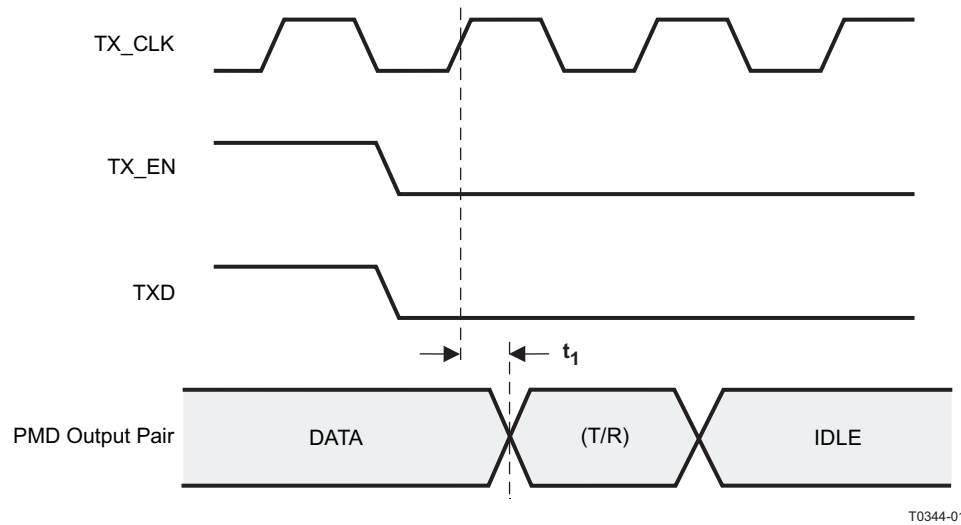 TX_CLK
TX_EN
TXD
t1
PMD Output Pair
DATA
(T/R)
IDLE
T0344-01